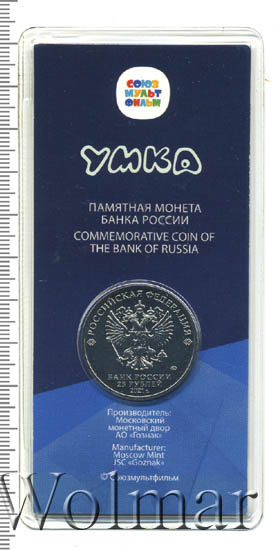 СОЮЗ
МУЛЬТ
ФИЛЬМ
УМКА
ПАМЯТНАЯ МОНЕТА
БАНКА РОССИИ
COMMEMORATIVE COIN OF
THE BANK OF RUSSIA
РОССИЙСКАЯ ФЕДЕРАЦИЯ
БАНК РОССИИ
25 РУБЛЕЙ
2021 г.
Производитель:
Московский
монетный двор
АО «Гознак»
Manufacturer:
Moscow Mint
JSC «Goznak»
© Союзмультфильм
Wolmar